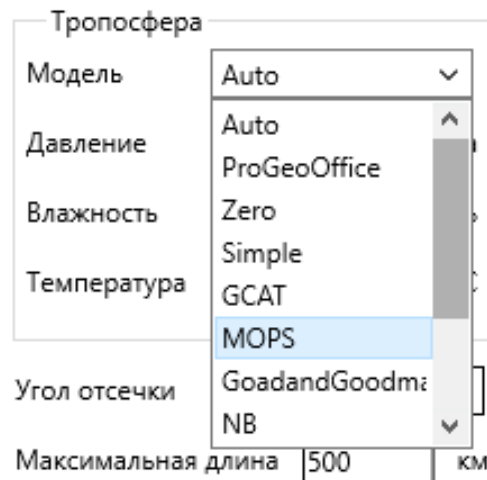 Тропосфера
Модель Auto
Auto
Давление
ProGeoOffice
Влажность Zero
Simple
Температура GCAT
MOPS
Угол отсечки GoadandGoodma
NB
Максимальная длина 500 км